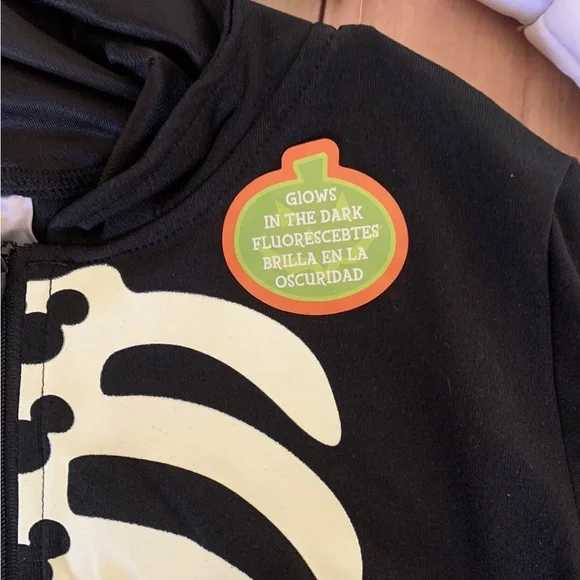 GLOWS
IN THE DARK
FLUORESCEBTES
BRILLA EN LA
OSCURIDAD